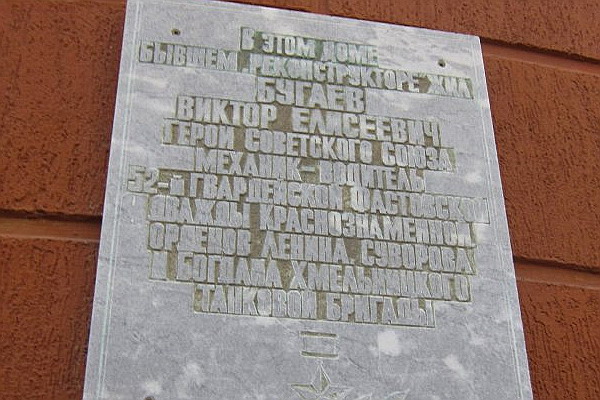 В ЭТОМ ДОМЕ
БЫВШЕМ „РЕКОНСТРУКТОРЕ" ЖИЛ
БУГАЕВ
ВИКТОР ЕЛИСЕЕВИЧ
ГЕРОЙ СОВЕТСКОГО СОЮЗА
МЕХАНИК-ВОДИТЕЛЬ
52-Й ГВАРДЕЙСКОЙ ФАСТОВСКОЙ
ДВАЖДЫ КРАСНОЗНАМЕННОЙ,
ОРДЕНОВ ЛЕНИНА, СУВОРОВА
И БОГДАНА ХМЕЛЬНИЦКОГО
ТАНКОВОЙ БРИГАДЫ